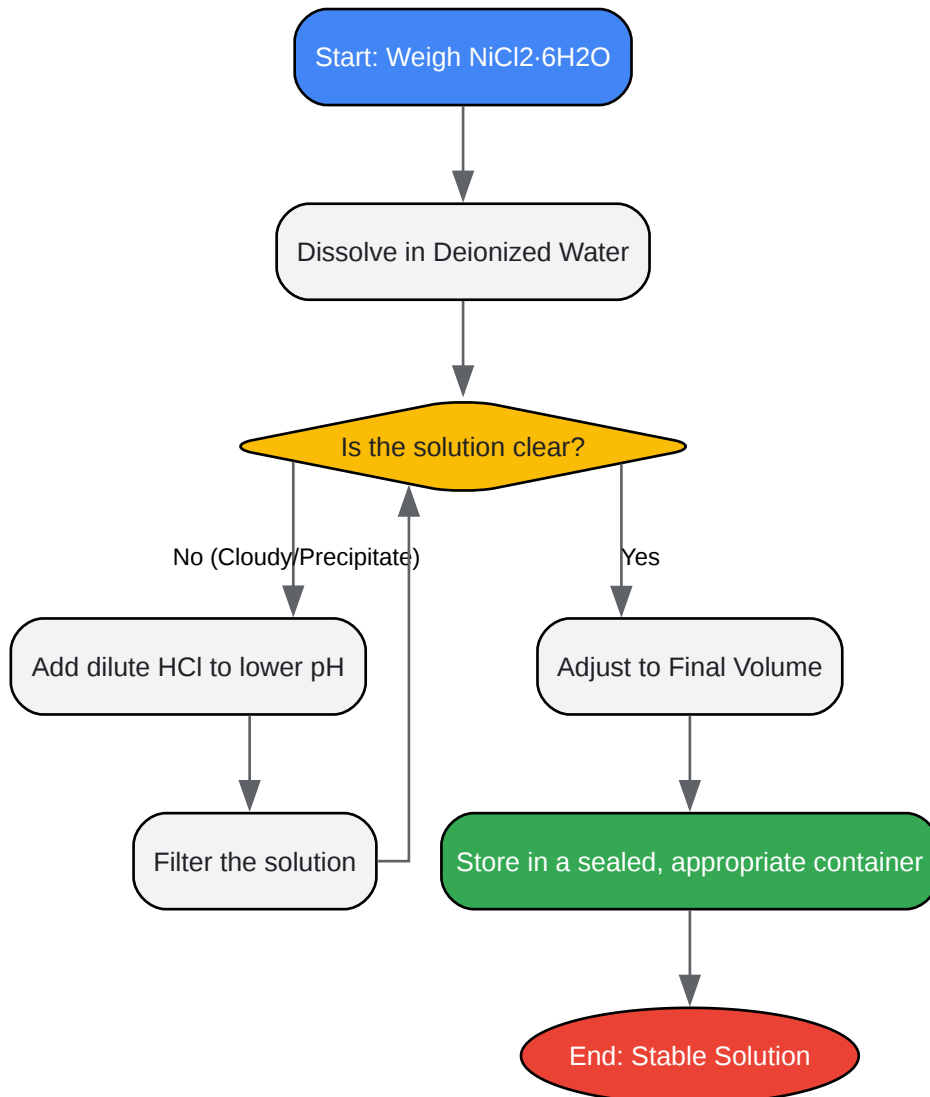 Start: Weigh NiCl2·6H2O
Dissolve in Deionized Water
Is the solution clear?
No (Cloudy/Precipitate)
Yes
Add dilute HCl to lower pH
Adjust to Final Volume
Filter the solution
Store in a sealed, appropriate container
End: Stable Solution